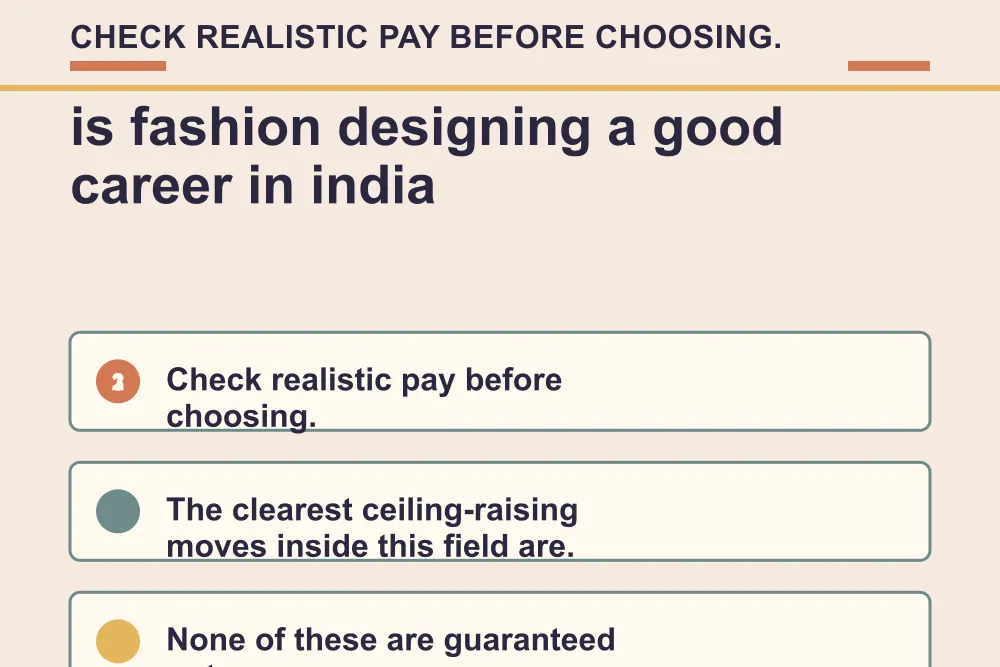 CHECK REALISTIC PAY BEFORE CHOOSING.
is fashion designing a good
career in india
Check realistic pay before
choosing.
The clearest ceiling-raising
moves inside this field are.
None of these are guaranteed